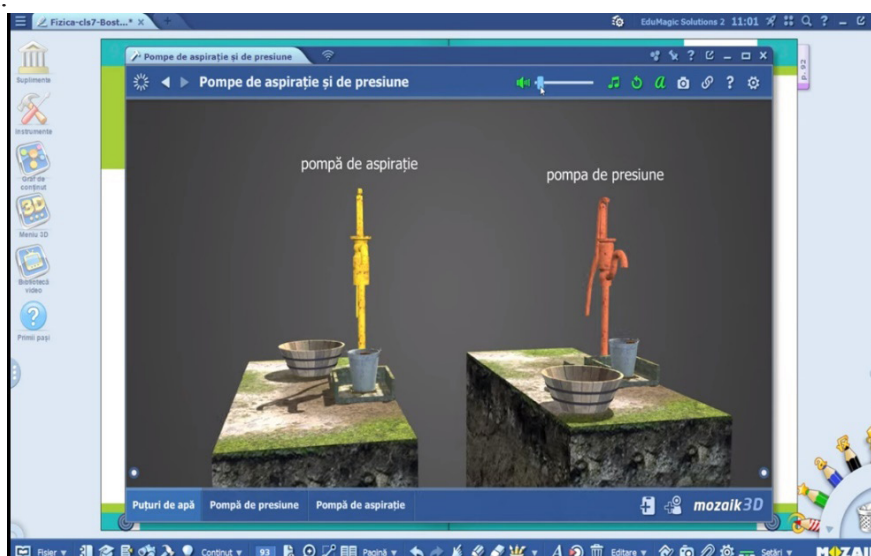 Fizica-cls7-Bost...* x
EduMagic Solutions 2 11:01
Pompe de aspirație și de presiune
Pompe de aspirație și de presiune
p. 92
Suplimente
Instrumente
Graf de
conținut
Meniu 3D
Bibliotecă
video
Primii pași
pompă de aspirație
pompa de presiune
Puțuri de apă Pompă de presiune Pompă de aspirație
mozaik3D
Fișier Conținut 93 Pagină Editare Setări